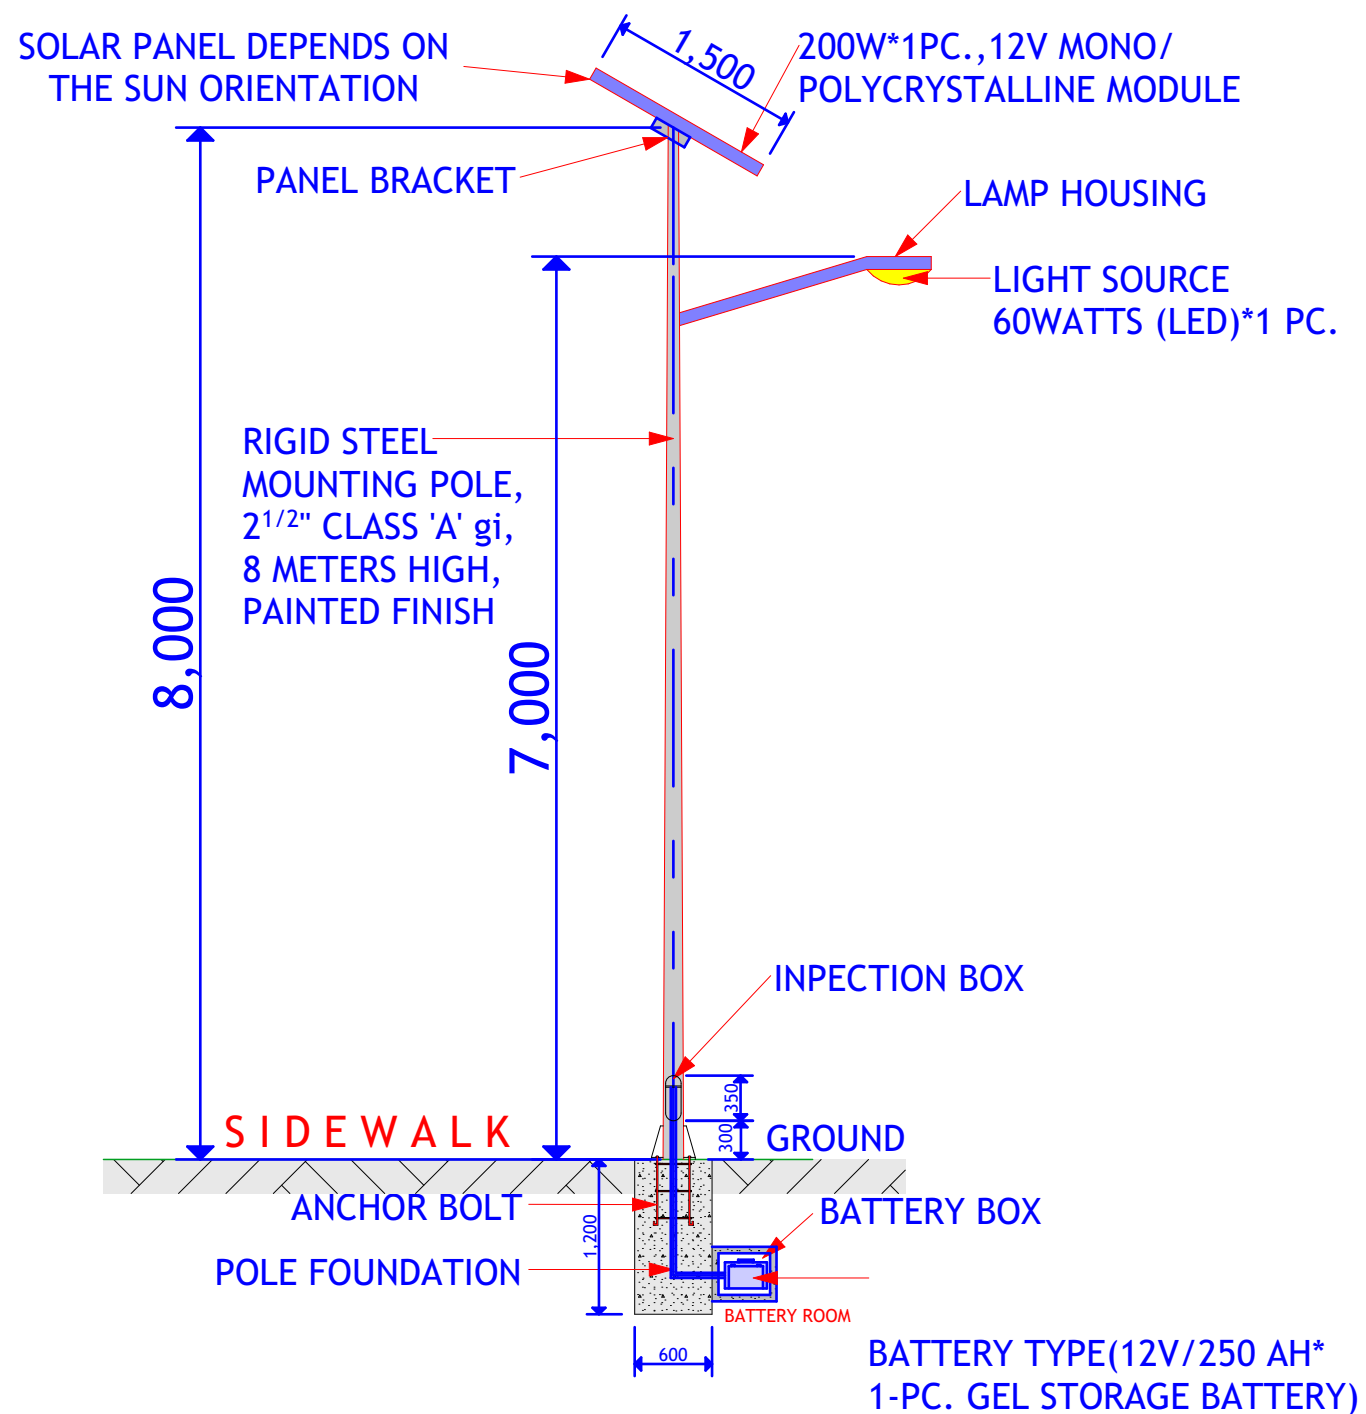 SOLAR PANEL DEPENDS ON
THE SUN ORIENTATION
1,500
200W*1PC.,12V MONO/
POLYCRYSTALLINE MODULE
PANEL BRACKET
LAMP HOUSING
LIGHT SOURCE
60WATTS (LED)*1 PC.
RIGID STEEL
MOUNTING POLE,
21/2" CLASS 'A' gi,
8 METERS HIGH,
PAINTED FINISH
8,000
7,000
INPECTION BOX
350
300
SIDEWALK
GROUND
ANCHOR BOLT
1,200
BATTERY BOX
POLE FOUNDATION
BATTERY ROOM
600
BATTERY TYPE(12V/250 AH*
1-PC. GEL STORAGE BATTERY)